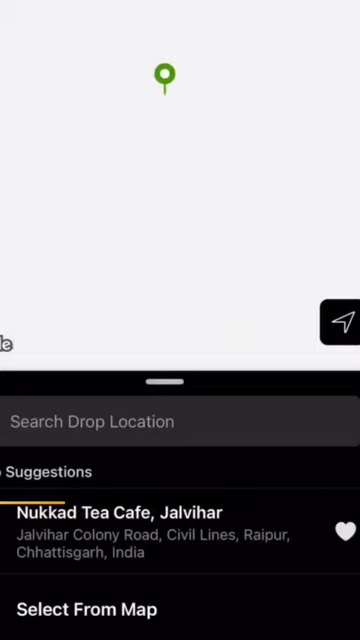 Search Drop Location
Suggestions
Nukkad Tea Cafe, Jalvihar
Jalvihar Colony Road, Civil Lines, Raipur,
Chhattisgarh, India
Select From Map